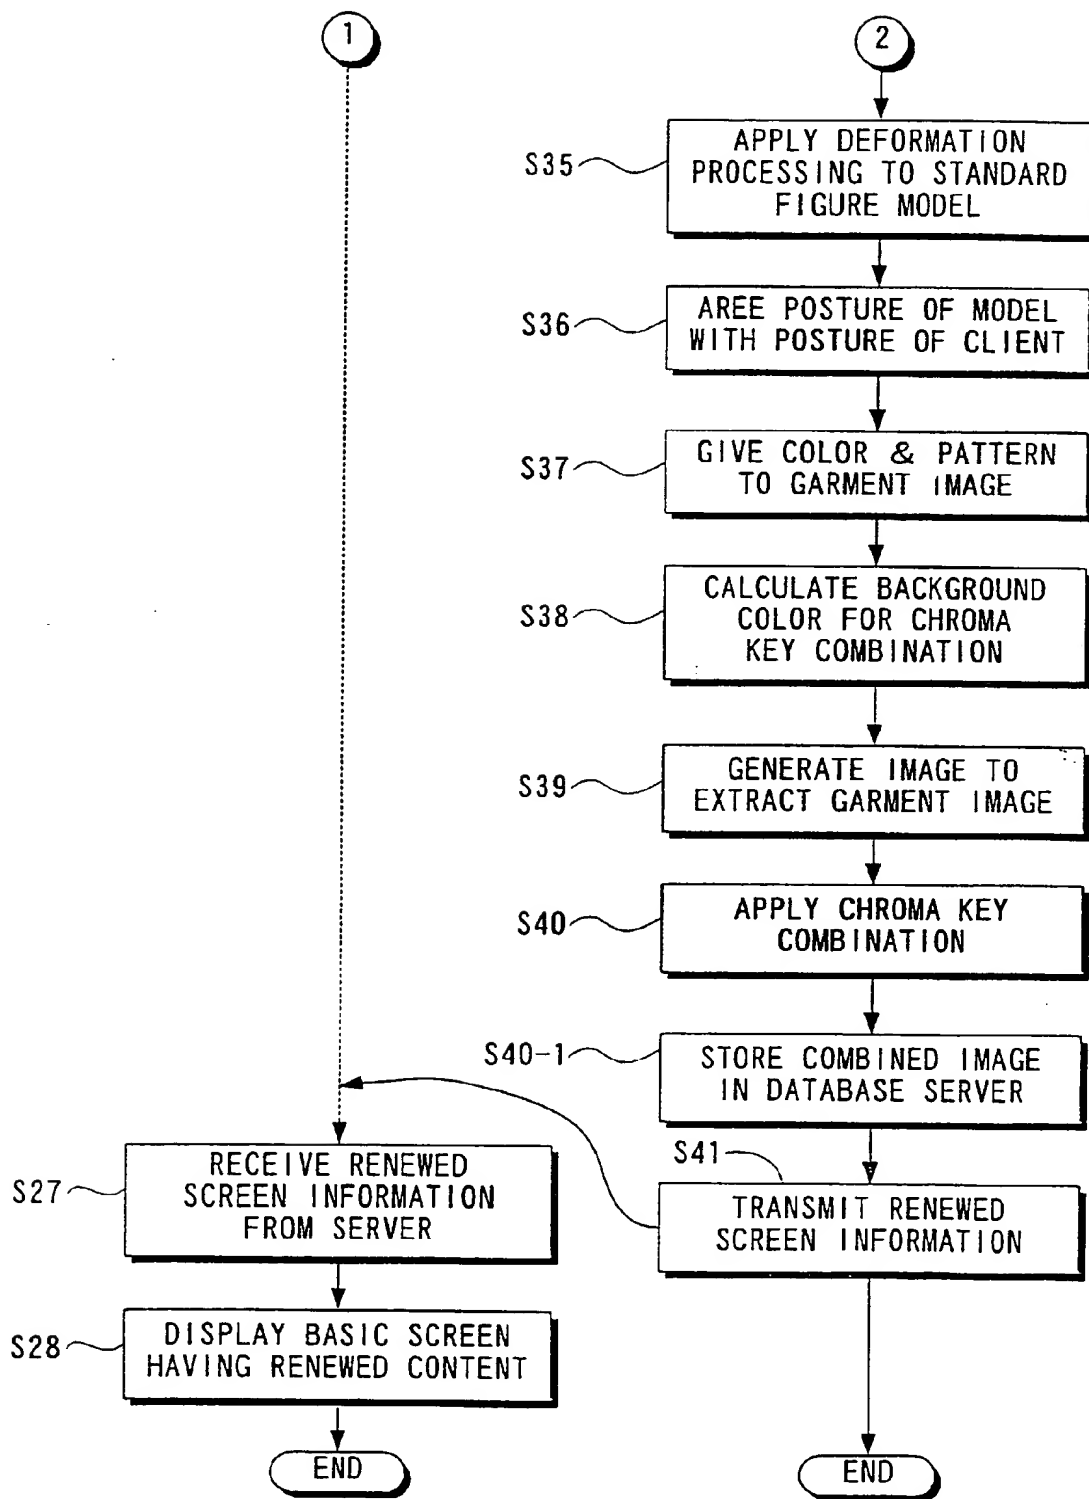 1
2
S35
APPLY DEFORMATION
PROCESSING TO STANDARD
FIGURE MODEL
S36
AREE POSTURE OF MODEL
WITH POSTURE OF CLIENT
S37
GIVE COLOR & PATTERN
TO GARMENT IMAGE
S38
CALCULATE BACKGROUND
COLOR FOR CHROMA
KEY COMBINATION
S39
GENERATE IMAGE TO
EXTRACT GARMENT IMAGE
S40
APPLY CHROMA KEY
COMBINATION
S40-1
STORE COMBINED IMAGE
IN DATABASE SERVER
S41
TRANSMIT RENEWED
SCREEN INFORMATION
S27
RECEIVE RENEWED
SCREEN INFORMATION
FROM SERVER
S28
DISPLAY BASIC SCREEN
HAVING RENEWED CONTENT
END
END